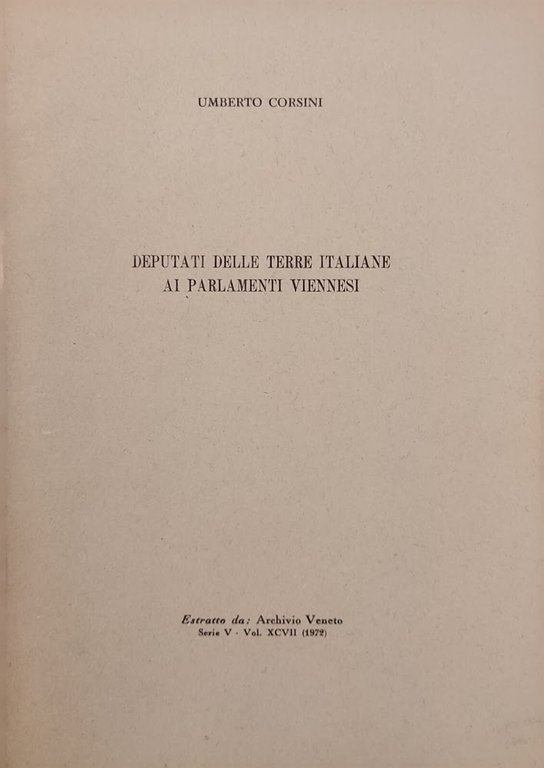 UMBERTO CORSINI
DEPUTATI DELLE TERRE ITALIANE
AI PARLAMENTI VIENNESI
Estratto da: Archivio Veneto
Serie V - Vol. XCVII (1972)